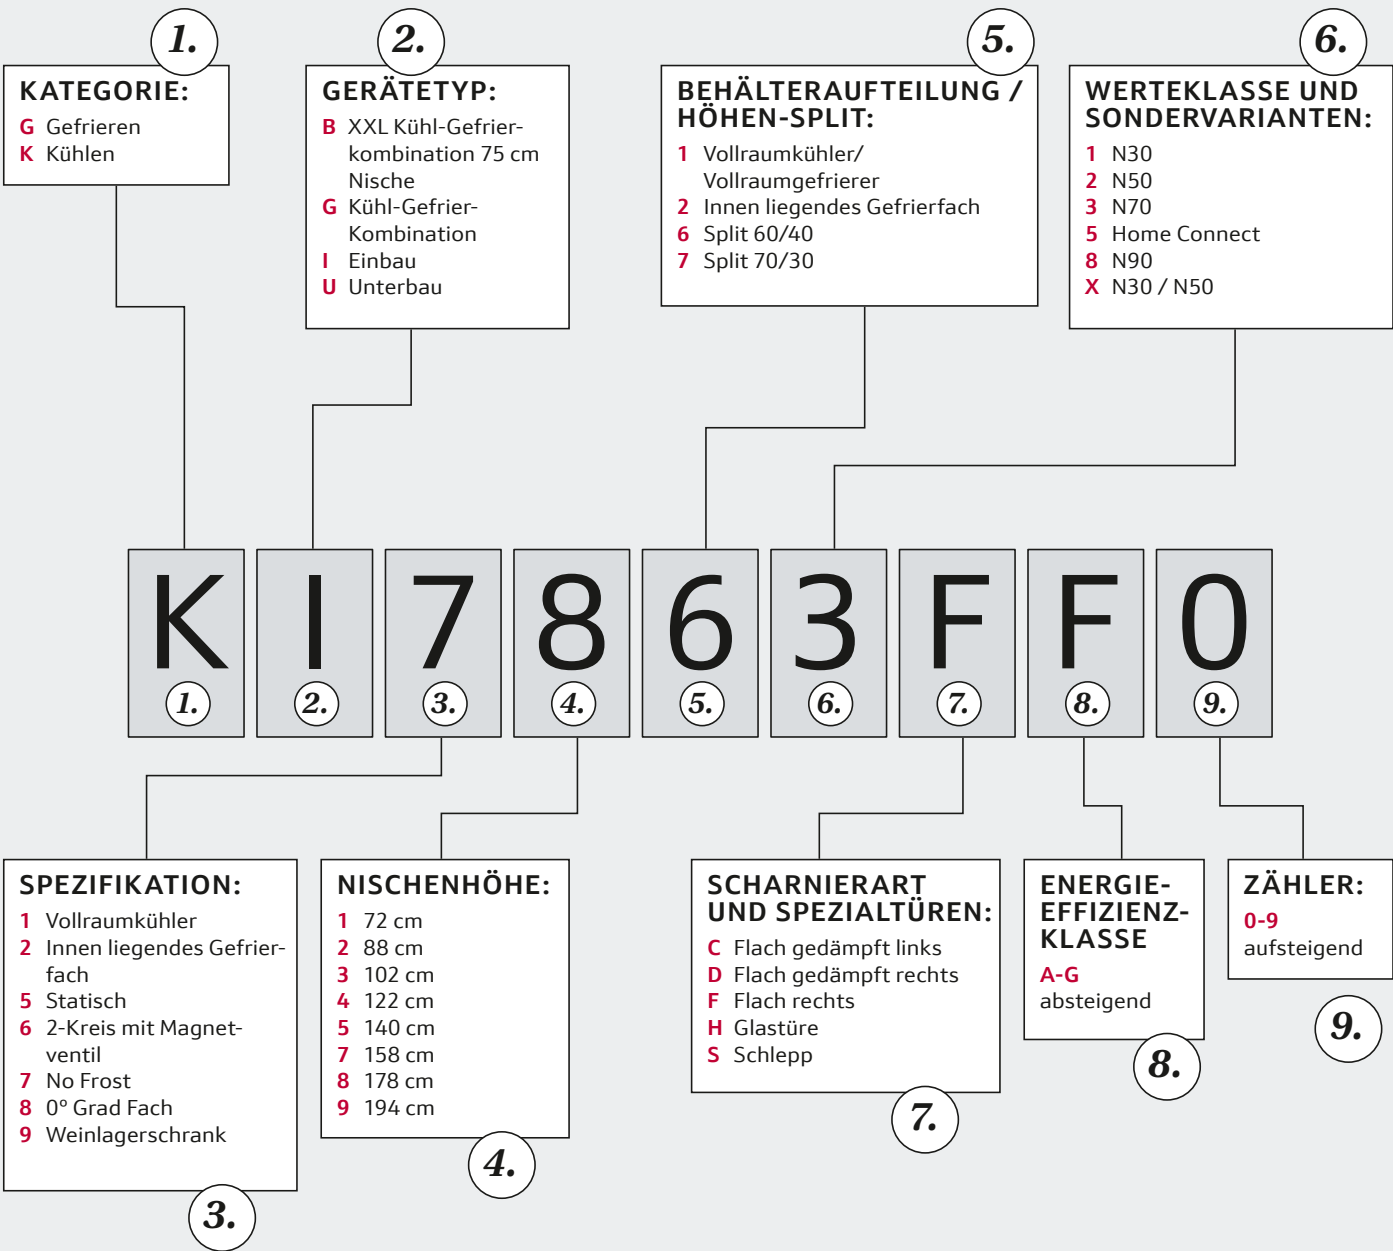 1.
KATEGORIE:
G Gefrieren
K Kühlen
2.
GERÄTETYP:
B XXL Kühl-Gefrier-
kombination 75 cm
Nische
G Kühl-Gefrier-
Kombination
I Einbau
U Unterbau
5.
BEHÄLTERAUFTEILUNG /
HÖHEN-SPLIT:
1 Vollraumkühler/
Vollraumgefrierer
2 Innen liegendes Gefrierfach
6 Split 60/40
7 Split 70/30
6.
WERTEKLASSE UND
SONDERVARIANTEN:
1 N30
2 N50
3 N70
5 Home Connect
8 N90
X N30 / N50
K I 7 8 6 3 F F 0
1. 2. 3. 4. 5. 6. 7. 8. 9.
SPEZIFIKATION:
1 Vollraumkühler
2 Innen liegendes Gefrier-
fach
5 Statisch
6 2-Kreis mit Magnet-
ventil
7 No Frost
8 0° Grad Fach
9 Weinlagerschrank
3.
NISCHENHÖHE:
1 72 cm
2 88 cm
3 102 cm
4 122 cm
5 140 cm
7 158 cm
8 178 cm
9 194 cm
4.
SCHARNIERART
UND SPEZIALTÜREN:
C Flach gedämpft links
D Flach gedämpft rechts
F Flach rechts
H Glastüre
S Schlepp
7.
ENERGIE-
EFFIZIENZ-
KLASSE
A-G
absteigend
8.
ZÄHLER:
0-9
aufsteigend
9.